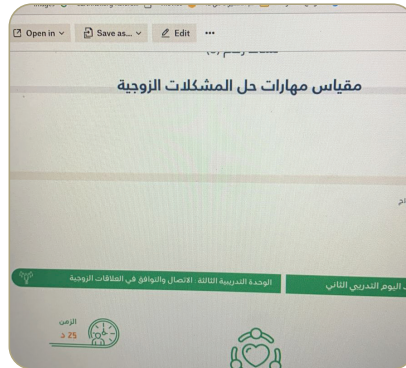 Open in Save as... Edit
مقياس مهارات حل المشكلات الزوجية
اليوم التدريبي الثاني
الوحدة التدريبية الثالثة : الاتصال والتوافق في العلاقات الزوجية
الزمن
25 د